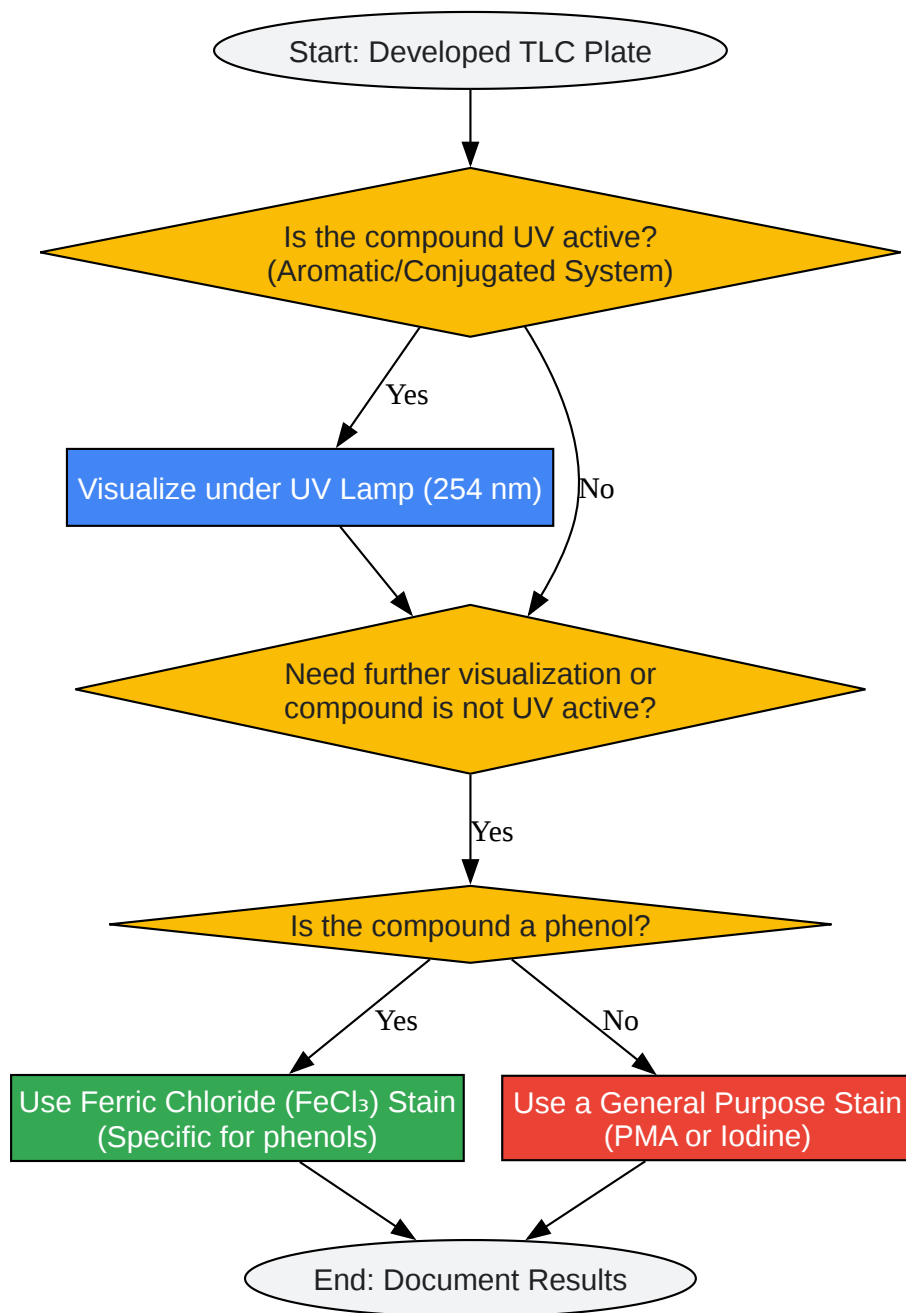 Start: Developed TLC Plate
Is the compound UV active?
(Aromatic/Conjugated System)
Yes
Visualize under UV Lamp (254 nm)
No
Need further visualization or
compound is not UV active?
Yes
Is the compound a phenol?
Yes
No
Use Ferric Chloride (FeCl₃) Stain
(Specific for phenols)
Use a General Purpose Stain
(PMA or Iodine)
End: Document Results